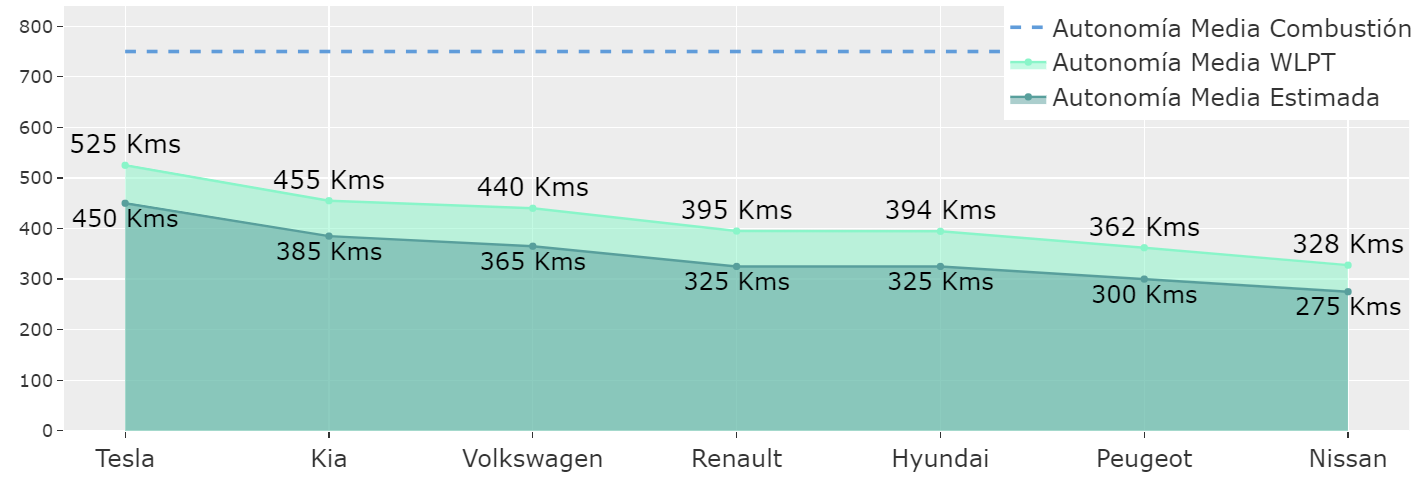 800
700
600
500
400
300
200
100
0
Autonomía Media Combustión
Autonomía Media WLPT
Autonomía Media Estimada
525 Kms
455 Kms
440 Kms
395 Kms
394 Kms
362 Kms
328 Kms
450 Kms
385 Kms
365 Kms
325 Kms
325 Kms
300 Kms
275 Kms
Tesla
Kia
Volkswagen
Renault
Hyundai
Peugeot
Nissan